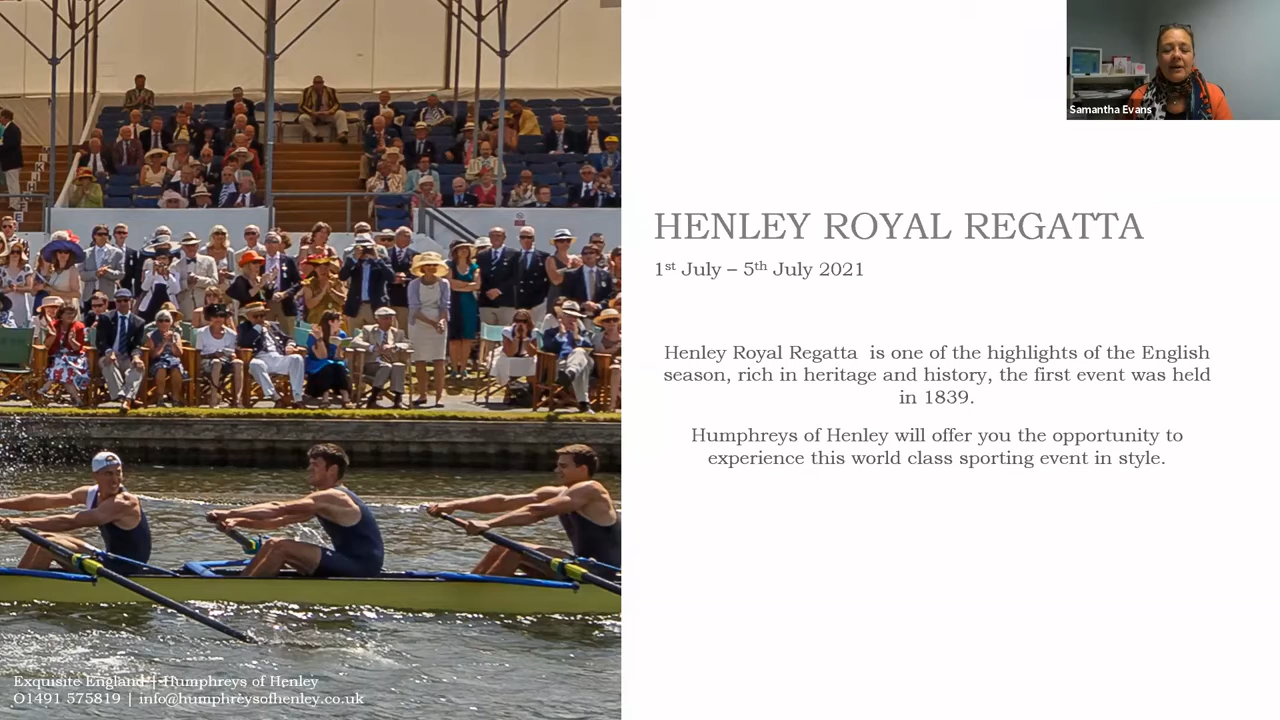 Samantha Evans
HENLEY ROYAL REGATTA
1st July – 5th July 2021
Henley Royal Regatta is one of the highlights of the English
season, rich in heritage and history, the first event was held
in 1839.
Humphreys of Henley will offer you the opportunity to
experience this world class sporting event in style.
Exquisite England | Humphreys of Henley
01491 575819 | info@humphreysofhenley.co.uk